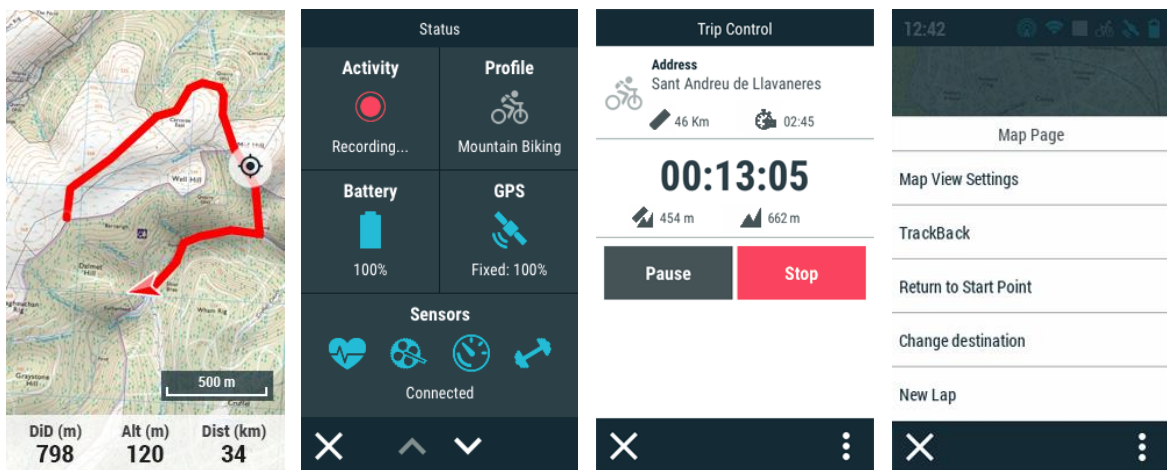 Well Hill
500 m
DiD (m)
Alt (m)
Dist (km)
798
120
34
Status
Activity
Profile
Recording...
Mountain Biking
Battery
GPS
100%
Fixed: 100%
Sensors
Connected
Trip Control
Address
Sant Andreu de Llavaneres
46 Km
02:45
00:13:05
454 m
662 m
Pause
Stop
12:42
Map Page
Map View Settings
TrackBack
Return to Start Point
Change destination
New Lap